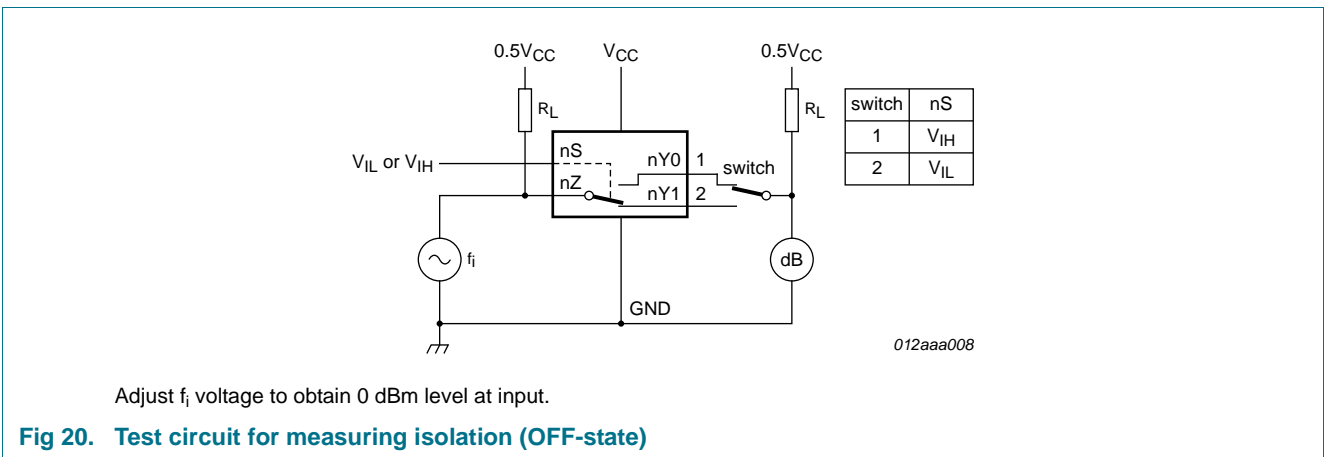 0.5VCC VCC 0.5VCC
RL RL
switch nS
1 VIH
2 VIL
VIL or VIH nS nY0 1 switch
nZ nY1 2
fi dB
GND
012aaa008
Adjust fi voltage to obtain 0 dBm level at input.
Fig 20. Test circuit for measuring isolation (OFF-state)